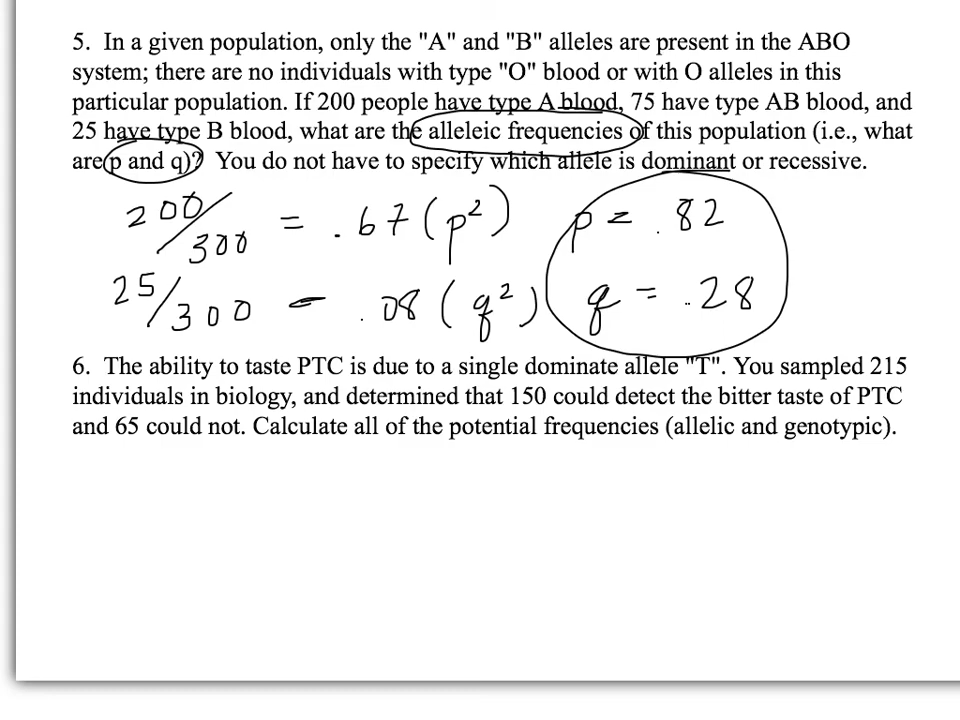 5. In a given population, only the "A" and "B" alleles are present in the ABO
system; there are no individuals with type "O" blood or with O alleles in this
particular population. If 200 people have type A blood, 75 have type AB blood, and
25 have type B blood, what are the alleleic frequencies of this population (i.e., what
are p and q)? You do not have to specify which allele is dominant or recessive.
200/300 = .67 (p²) p = .82
25/300 = .08 (q²) q = .28
6. The ability to taste PTC is due to a single dominate allele "T". You sampled 215
individuals in biology, and determined that 150 could detect the bitter taste of PTC
and 65 could not. Calculate all of the potential frequencies (allelic and genotypic).